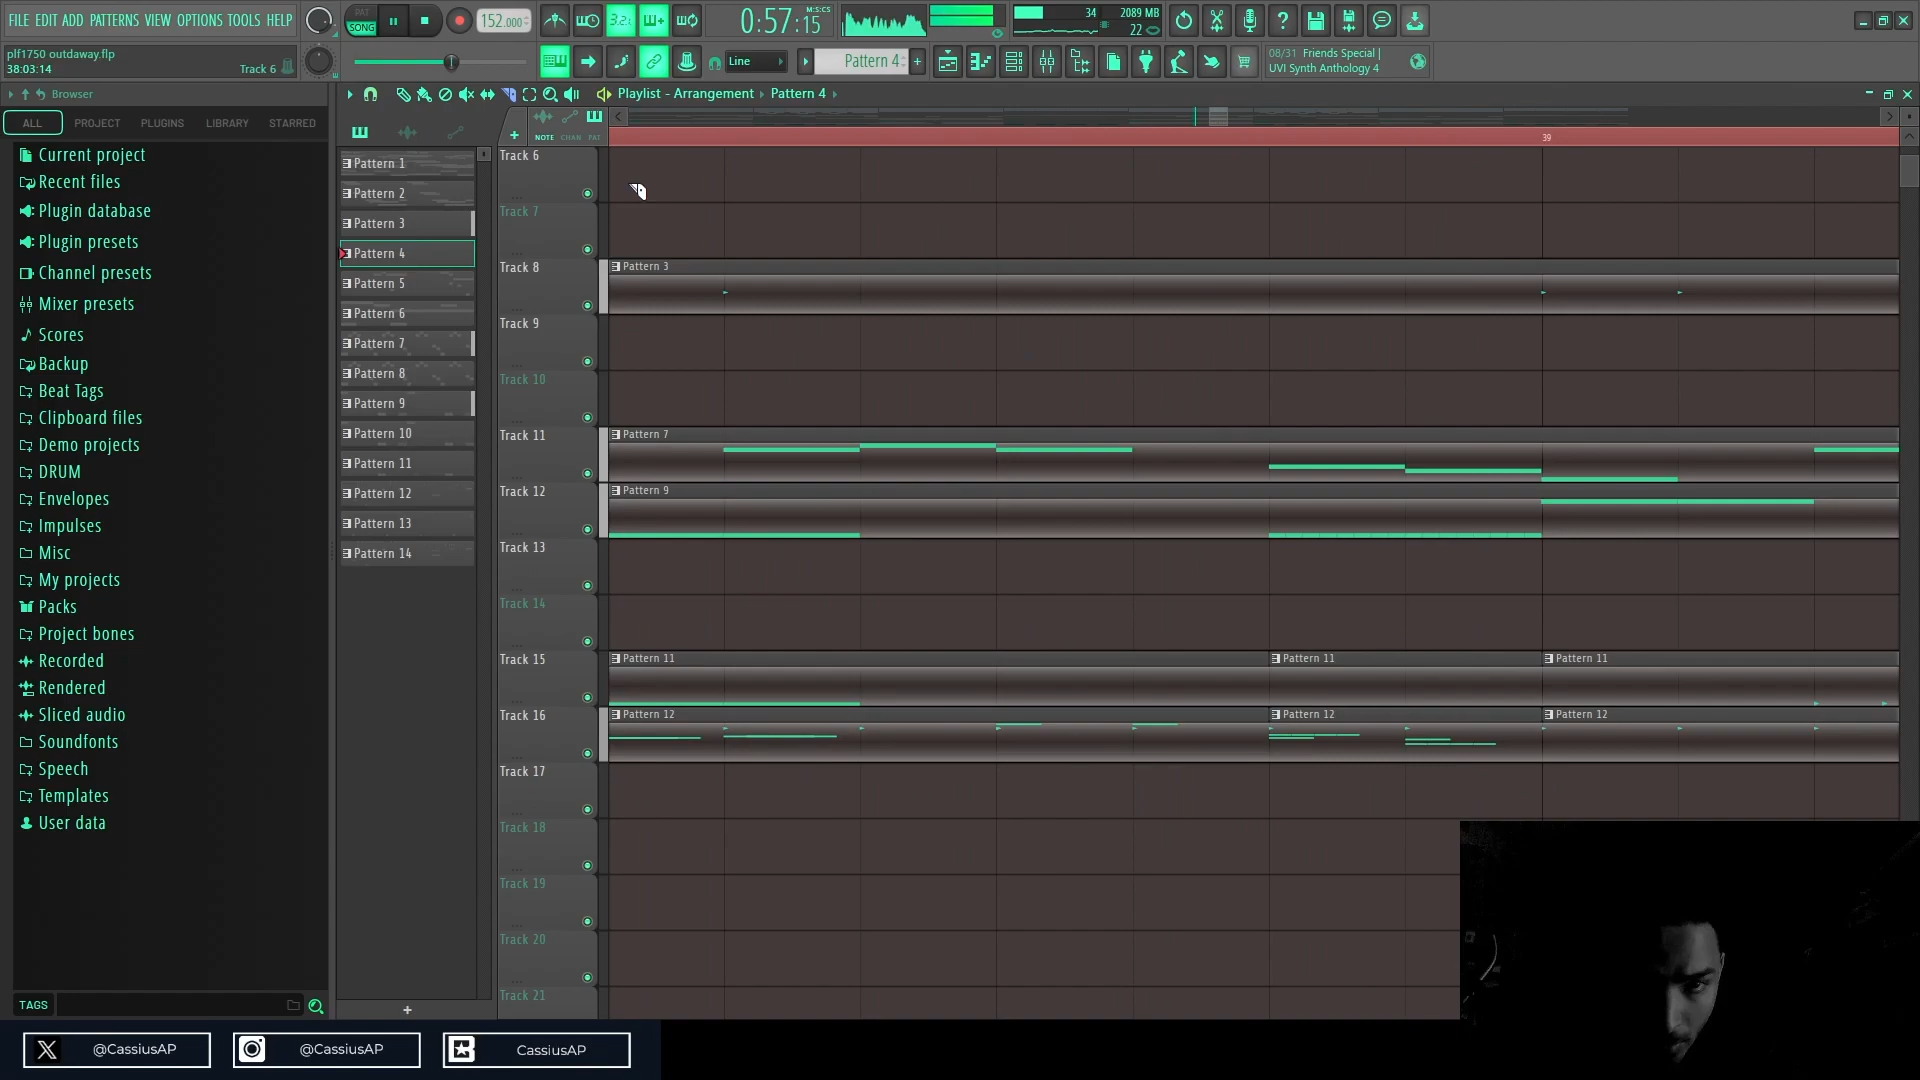 FILE EDIT ADD PATTERNS VIEW OPTIONS TOOLS HELP
PAT
SONG
152.000
3.2.
0:57:15
M:S:CS
34
2089 MB
22
plf1750 outdaway.flp
38:03:14
Track 6
Line
Pattern 4
+
08/31 Friends Special |
UVI Synth Anthology 4
Browser
Playlist - Arrangement
Pattern 4
ALL
PROJECT
PLUGINS
LIBRARY
STARRED
NOTE
CHAN
PAT
39
Current project
Recent files
Plugin database
Plugin presets
Channel presets
Mixer presets
Scores
Backup
Beat Tags
Clipboard files
Demo projects
DRUM
Envelopes
Impulses
Misc
My projects
Packs
Project bones
Recorded
Rendered
Sliced audio
Soundfonts
Speech
Templates
User data
TAGS
Pattern 1
Pattern 2
Pattern 3
Pattern 4
Pattern 5
Pattern 6
Pattern 7
Pattern 8
Pattern 9
Pattern 10
Pattern 11
Pattern 12
Pattern 13
Pattern 14
+
Track 6
Track 7
Track 8
Pattern 3
Track 9
Track 10
Track 11
Pattern 7
Track 12
Pattern 9
Track 13
Track 14
Track 15
Pattern 11
Pattern 11
Pattern 11
Track 16
Pattern 12
Pattern 12
Pattern 12
Track 17
Track 18
Track 19
Track 20
Track 21
@CassiusAP
@CassiusAP
CassiusAP